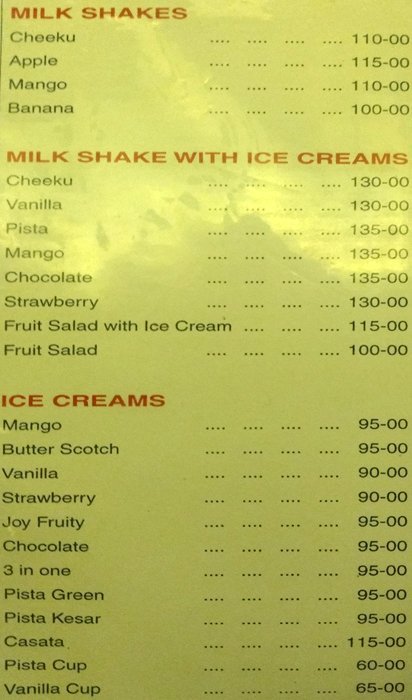 MILK SHAKES
Cheeku .... .... .... .... 110-00
Apple .... .... .... .... 115-00
Mango .... .... .... .... 110-00
Banana .... .... .... .... 100-00
MILK SHAKE WITH ICE CREAMS
Cheeku .... .... .... .... 130-00
Vanilla .... .... .... .... 130-00
Pista .... .... .... .... 135-00
Mango .... .... .... .... 135-00
Chocolate .... .... .... .... 135-00
Strawberry .... .... .... .... 130-00
Fruit Salad with Ice Cream .... .... .... 115-00
Fruit Salad .... .... .... .... 100-00
ICE CREAMS
Mango .... .... .... .... 95-00
Butter Scotch .... .... .... .... 95-00
Vanilla .... .... .... .... 90-00
Strawberry .... .... .... .... 90-00
Joy Fruity .... .... .... .... 95-00
Chocolate .... .... .... .... 95-00
3 in one .... .... .... .... 95-00
Pista Green .... .... .... .... 95-00
Pista Kesar .... .... .... .... 95-00
Casata .... .... .... .... 115-00
Pista Cup .... .... .... .... 60-00
Vanilla Cup .... .... .... .... 65-00